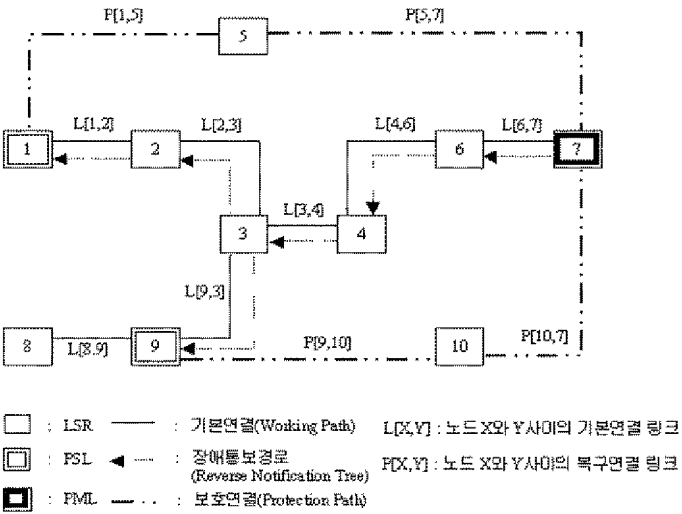 P[1,5]
P[5,7]
5
L[1,2]
L[2,3]
L[4,6]
L[6,7]
1
2
6
7
L[3,4]
3
4
L[9,3]
8
L[8.9]
9
P[9,10]
10
P[10,7]
: LSR : 기본연결(Working Path) L[X,Y] : 노드 X와 Y사이의 기본연결 링크
: PSL : 장애통보경로
(Reverse Notification Tree) P[X,Y] : 노드 X와 Y사이의 복구연결 링크
: PML : 보호연결(Protection Path)